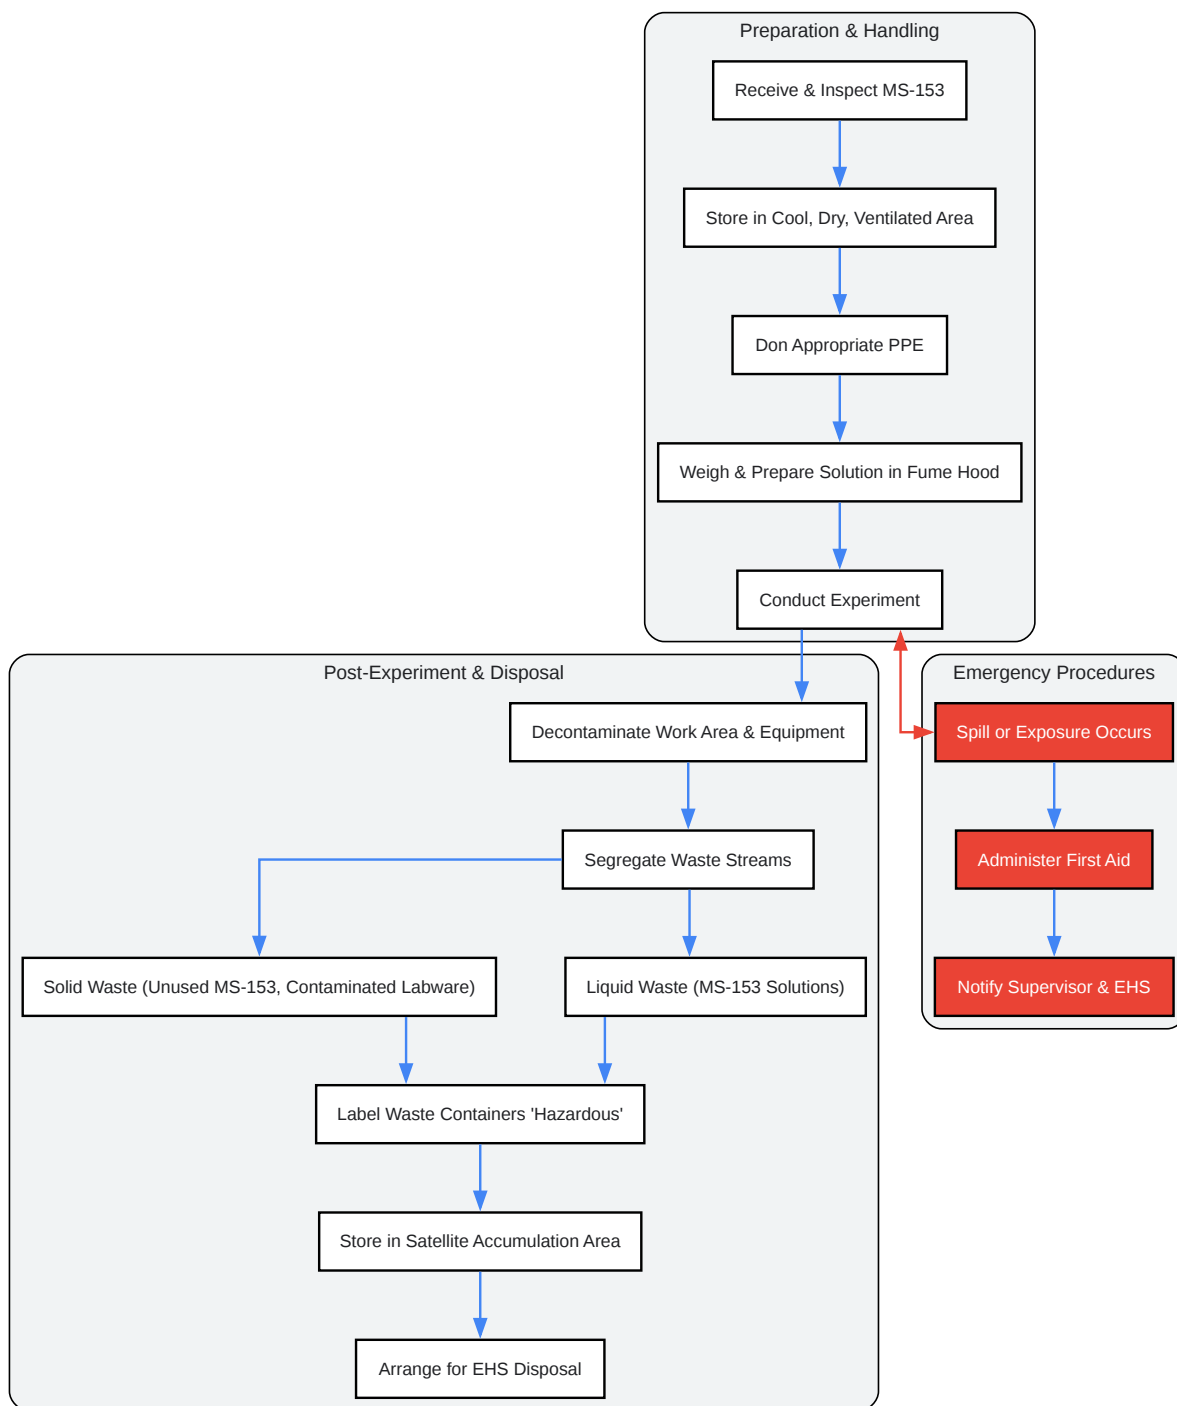 Preparation & Handling
Receive & Inspect MS-153
Store in Cool, Dry, Ventilated Area
Don Appropriate PPE
Weigh & Prepare Solution in Fume Hood
Conduct Experiment
Post-Experiment & Disposal
Decontaminate Work Area & Equipment
Segregate Waste Streams
Solid Waste (Unused MS-153, Contaminated Labware)
Liquid Waste (MS-153 Solutions)
Label Waste Containers 'Hazardous'
Store in Satellite Accumulation Area
Arrange for EHS Disposal
Emergency Procedures
Spill or Exposure Occurs
Administer First Aid
Notify Supervisor & EHS